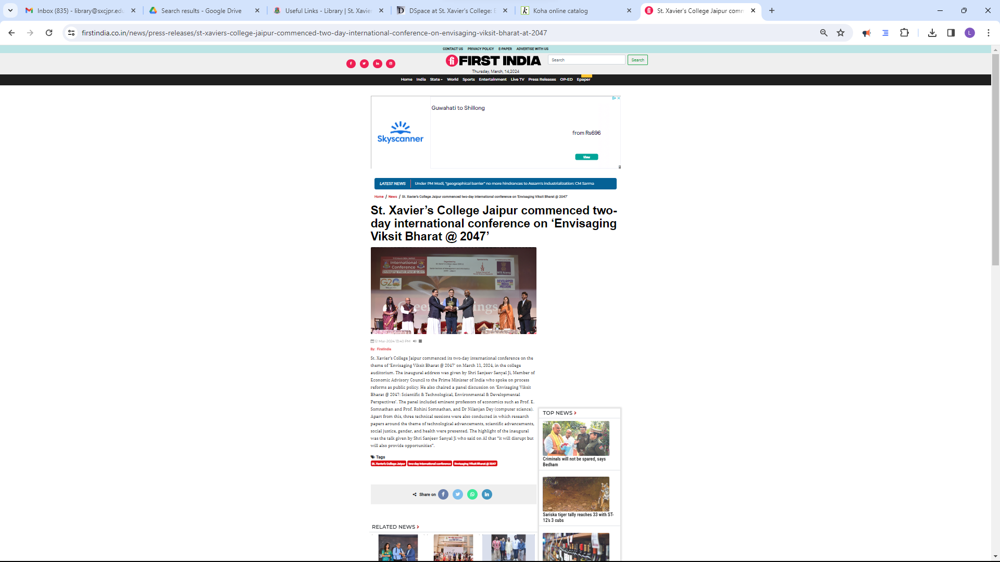 Inbox (835) - library@sxcjpr.edu
Search results - Google Drive
Useful Links - Library | St. Xavier
DSpace at St. Xavier's College:
Koha online catalog
St. Xavier's College Jaipur comm
firstindia.co.in/news/press-releases/st-xaviers-college-jaipur-commenced-two-day-international-conference-on-envisaging-viksit-bharat-at-2047
L
CONTACT US PRIVACY POLICY E-PAPER ADVERTISE WITH US
FIRST INDIA
Search
Search
Thursday, March, 14,2024
Home India State World Sports Entertainment Live TV Press Releases OP-ED Epaper
Guwahati to Shillong
Skyscanner
from Rs696
View
LATEST NEWS Under PM Modi, "geographical barrier" no more hindrances to Assam's industrialization: CM Sarma
Home / News / St. Xavier's College Jaipur commenced two-day international conference on 'Envisaging Viksit Bharat @ 2047'
St. Xavier’s College Jaipur commenced two-
day international conference on ‘Envisaging
Viksit Bharat @ 2047’
International
Conference
Envisaging Viksit Bharat @ 2047
NITI Aayog
G20
DEVELOPED
INDIA
MISSION
12 Mar-2024 13:40 PM
By: FirstIndia
St. Xavier's College Jaipur commenced its two-day international conference on the
theme of 'Envisaging Viksit Bharat @ 2047' on March 11, 2024, in the college
auditorium. The inaugural address was given by Shri Sanjeev Sanyal Ji, Member of
Economic Advisory Council to the Prime Minister of India who spoke on process
reforms as public policy. He also chaired a panel discussion on 'Envisaging Viksit
Bharat @ 2047: Scientific & Technological, Environmental & Developmental
Perspectives'. The panel included eminent professors of economics such as Prof. E.
Somnathan and Prof. Rohini Somnathan, and Dr Nilanjan Dey (computer science).
Apart from this, three technical sessions were also conducted in which research
papers around the theme of technological advancements, scientific advancements,
social justice, gender, and health were presented. The highlight of the inaugural
was the talk given by Shri Sanjeev Sanyal Ji who said on AI that "it will disrupt but
will also provide opportunities".
Tags
St. Xavier's College Jaipur two-day international conference Envisaging Viksit Bharat @ 2047
Share on
RELATED NEWS
TOP NEWS
Criminals will not be spared, says
Bedham
Sariska tiger tally reaches 33 with ST-
12's 3 cubs